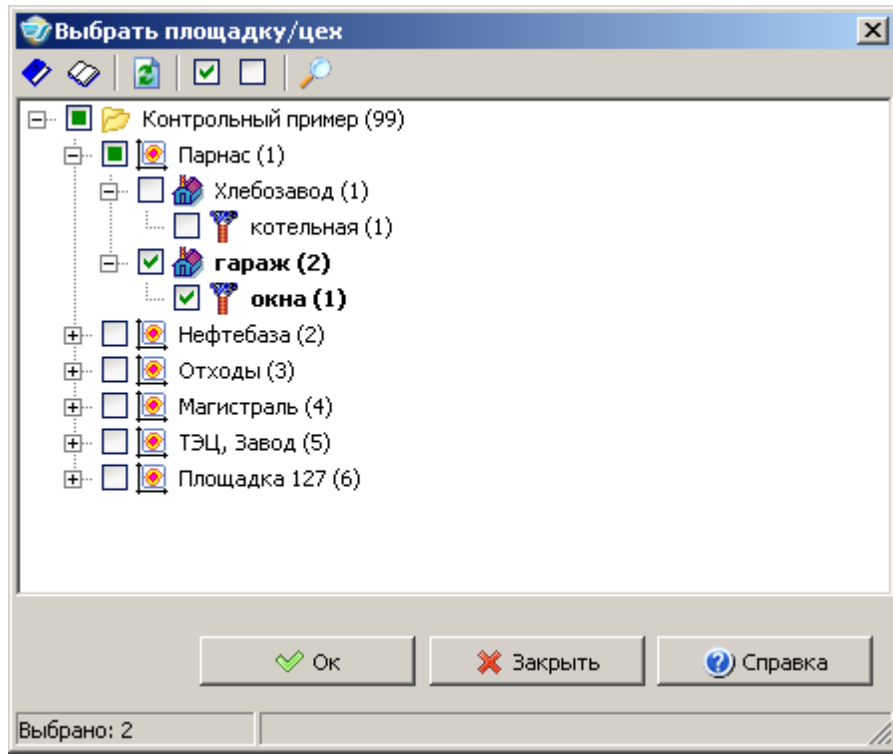 Выбрать площадку/цех
Контрольный пример (99)
Парнас (1)
Хлебозавод (1)
котельная (1)
гараж (2)
окна (1)
Нефтебаза (2)
Отходы (3)
Магистраль (4)
ТЭЦ, Завод (5)
Площадка 127 (6)
Ок Закрыть Справка
Выбрано: 2